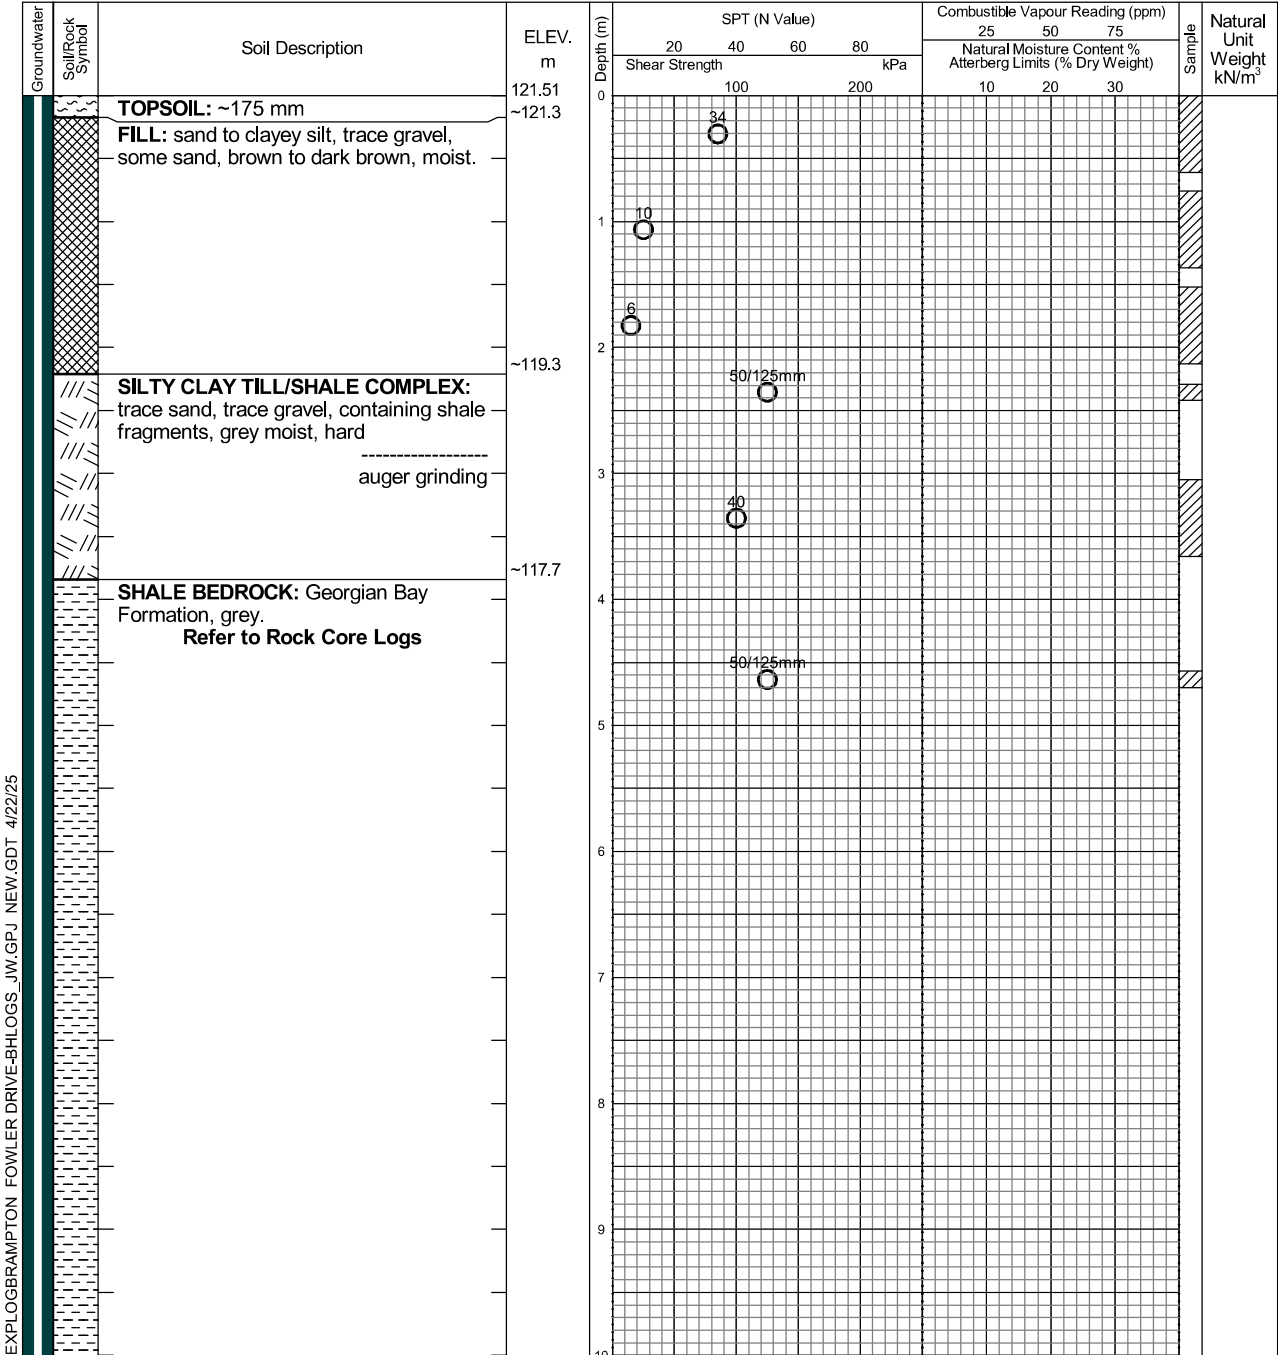 Groundwater
Soil/Rock
Symbol
Soil Description
ELEV.
m
121.51
Depth (m)
SPT (N Value)
20 40 60 80
Shear Strength kPa
100 200
Combustible Vapour Reading (ppm)
25 50 75
Natural Moisture Content %
Atterberg Limits (% Dry Weight)
10 20 30
Sample
Natural
Unit
Weight
kN/m³
0
TOPSOIL: ~175 mm
~121.3
34
FILL: sand to clayey silt, trace gravel,
some sand, brown to dark brown, moist.
10
1
6
2
~119.3
50/125mm
SILTY CLAY TILL/SHALE COMPLEX:
trace sand, trace gravel, containing shale
fragments, grey moist, hard
------------------
auger grinding
3
40
~117.7
SHALE BEDROCK: Georgian Bay
Formation, grey.
Refer to Rock Core Logs
4
50/125mm
5
6
7
8
9
10
EXPLOGBRAMPTON FOWLER DRIVE-BHLOGS_JW.GPJ NEW.GDT 4/22/25